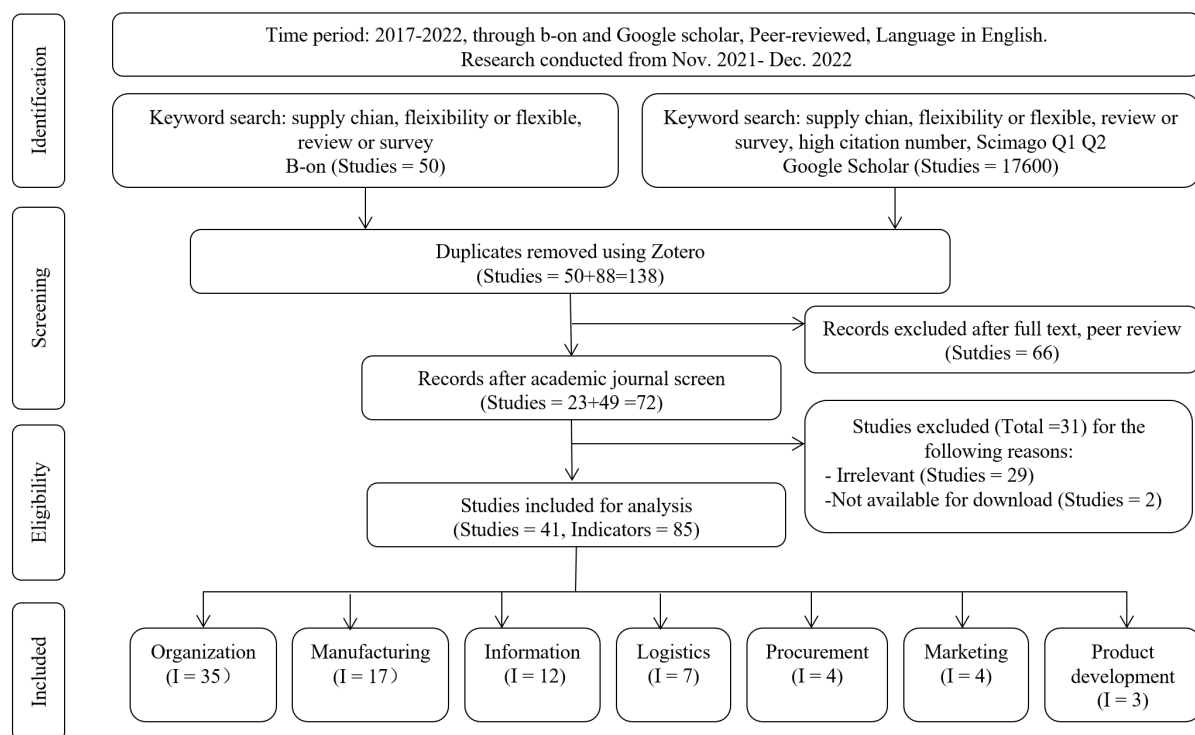 Identification
Time period: 2017-2022, through b-on and Google scholar, Peer-reviewed, Language in English.
Research conducted from Nov. 2021- Dec. 2022
Keyword search: supply chian, fleixibility or flexible,
review or survey
B-on (Studies = 50)
Keyword search: supply chian, fleixibility or flexible, review or
survey, high citation number, Scimago Q1 Q2
Google Scholar (Studies = 17600)
Screening
Duplicates removed using Zotero
(Studies = 50+88=138)
Records excluded after full text, peer review
(Sutdies = 66)
Records after academic journal screen
(Studies = 23+49 =72)
Eligibility
Studies excluded (Total =31) for the
following reasons:
- Irrelevant (Studies = 29)
-Not available for download (Studies = 2)
Studies included for analysis
(Studies = 41, Indicators = 85)
Included
Organization
(I = 35）
Manufacturing
(I = 17）
Information
(I = 12)
Logistics
(I = 7)
Procurement
(I = 4)
Marketing
(I = 4)
Product
development
(I = 3)